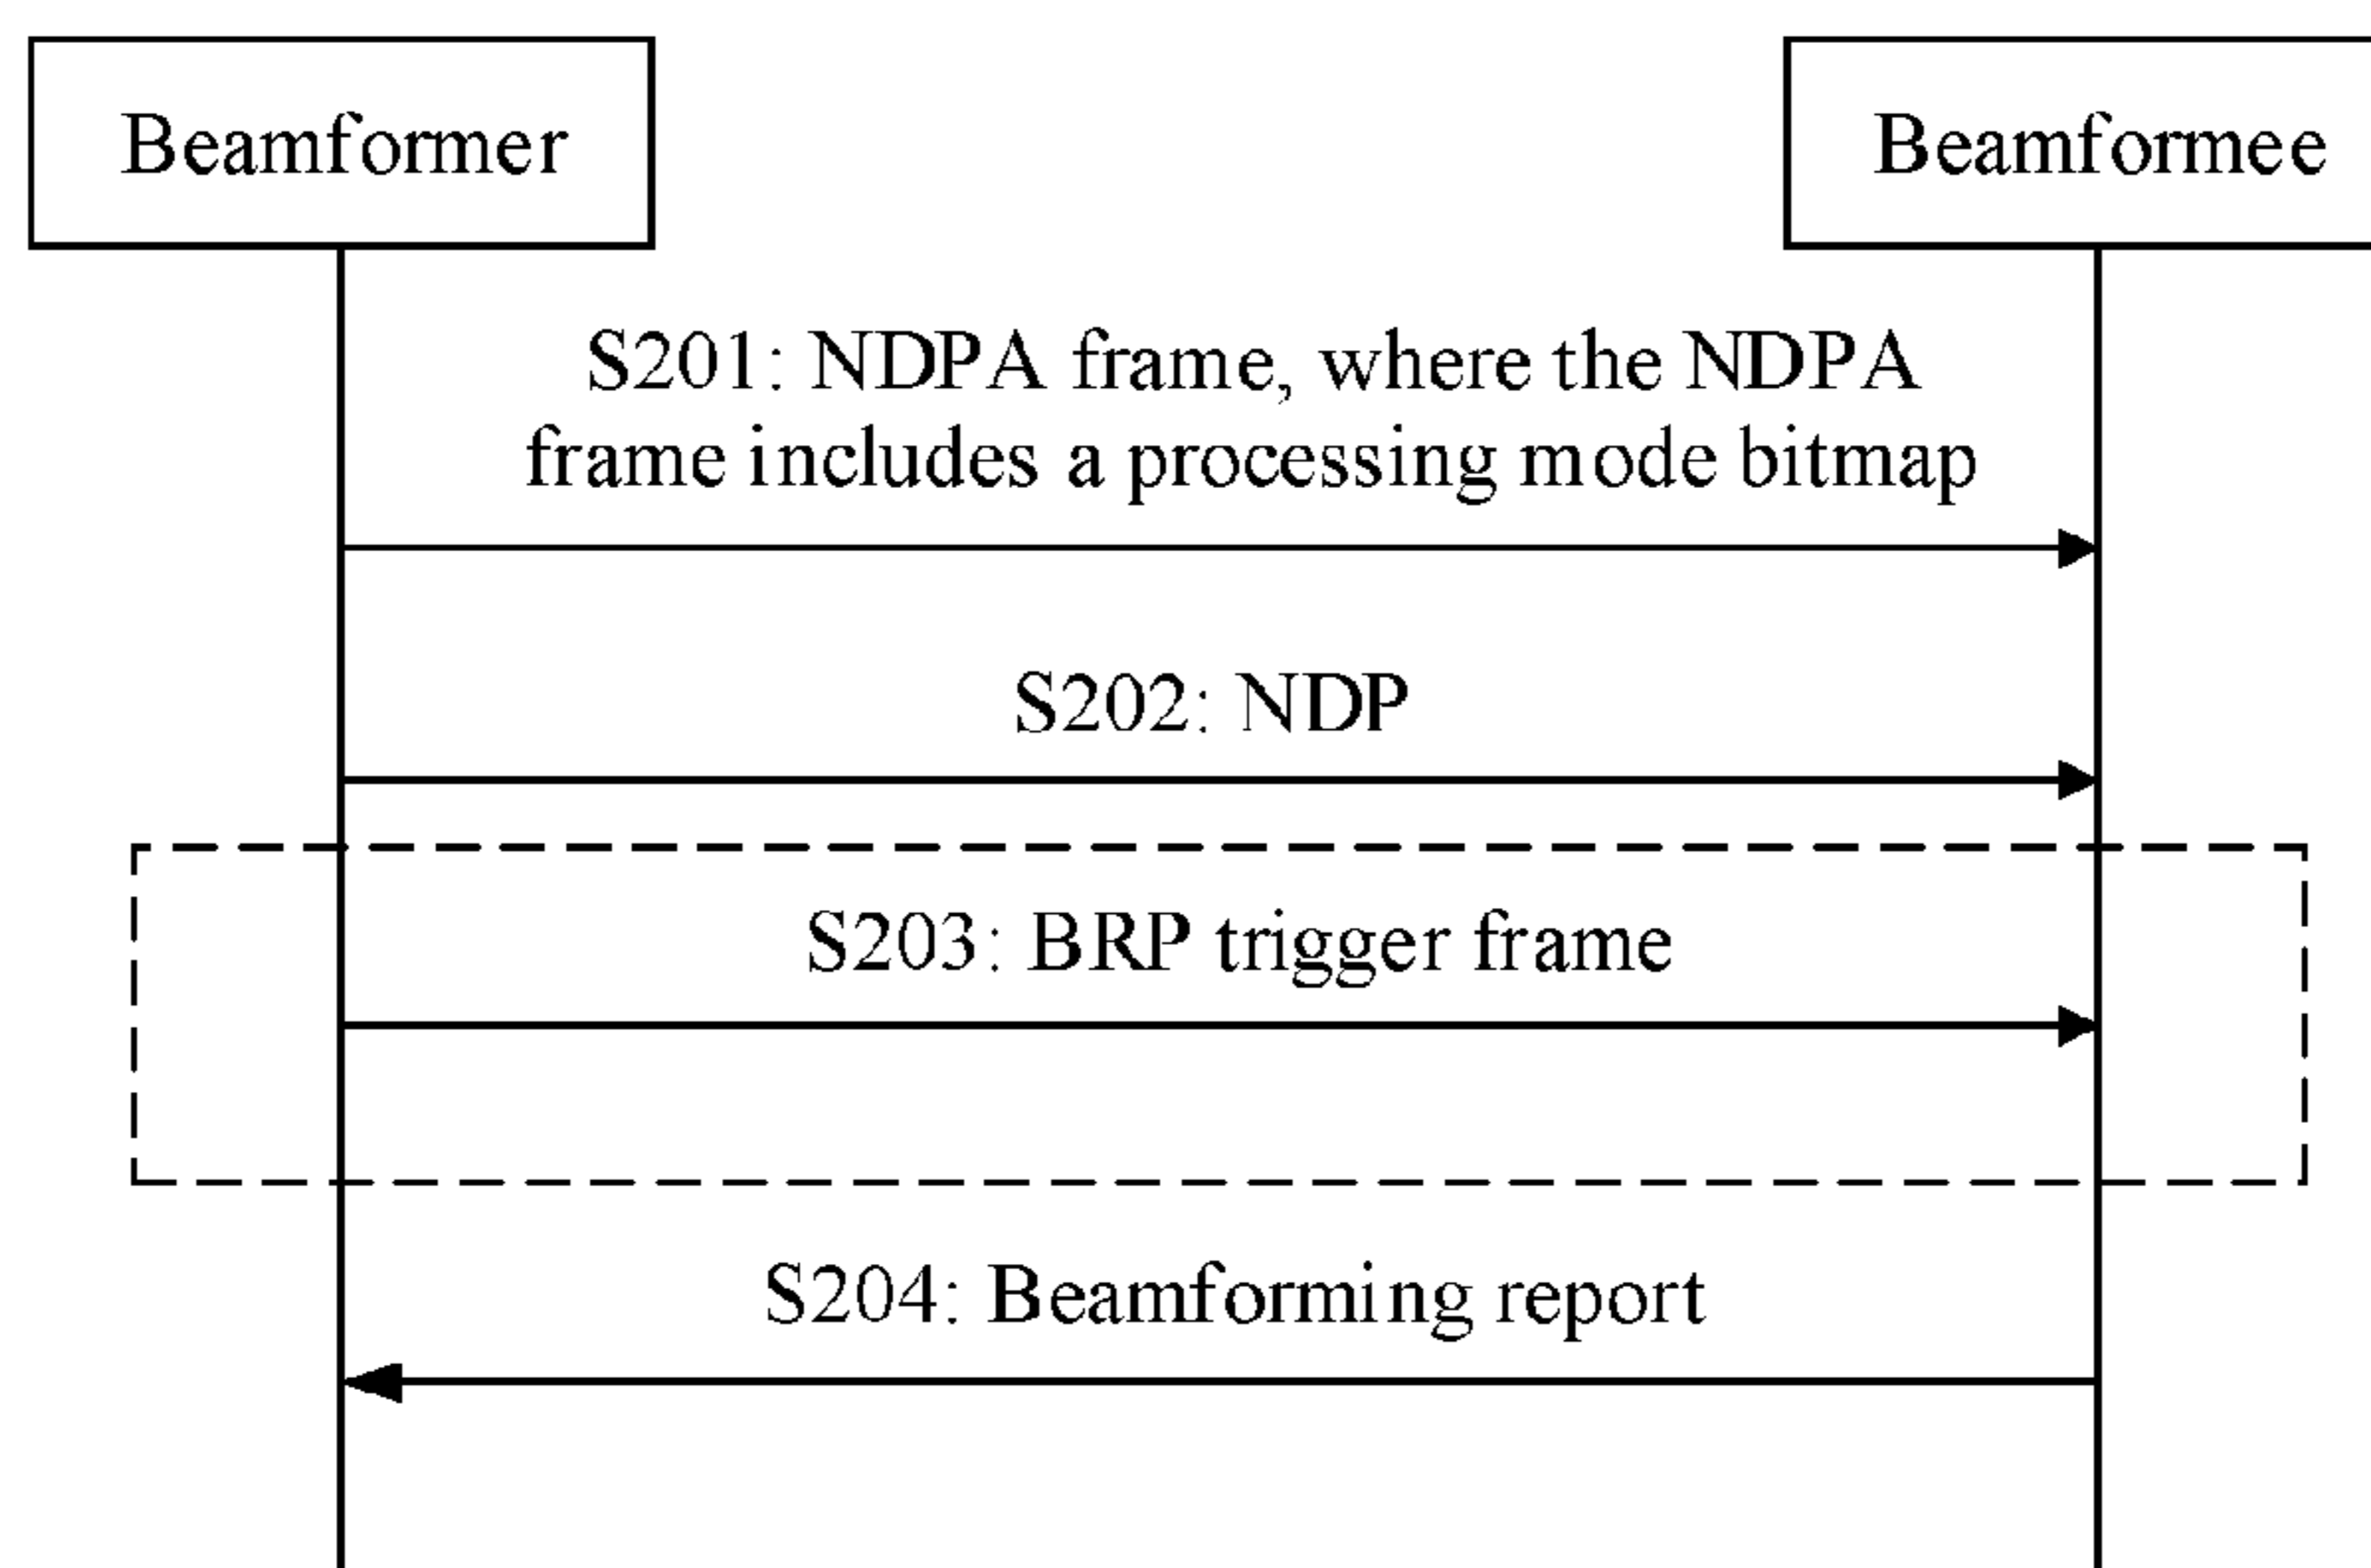 Beamformer
Beamformee
S201: NDPA frame, where the NDPA
frame includes a processing mode bitmap
S202: NDP
S203: BRP trigger frame
S204: Beamforming report